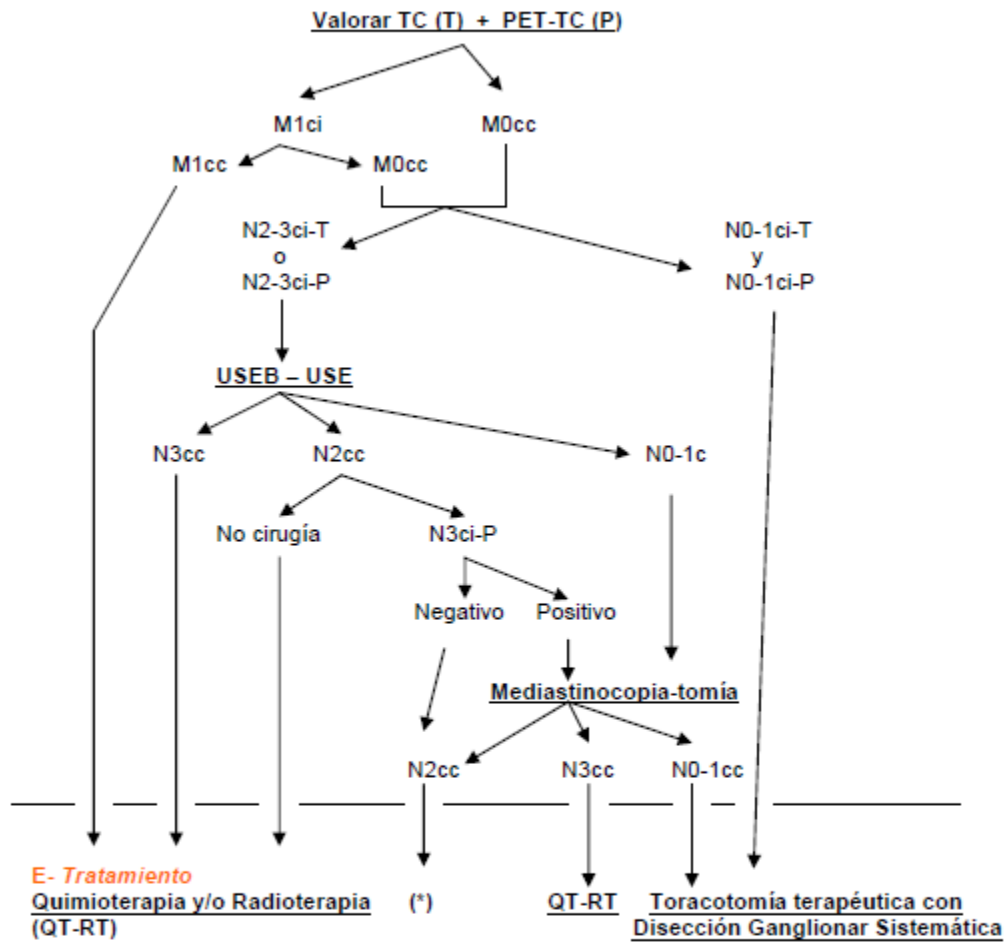 Valorar TC (T) + PET-TC (P)
M1ci
M0cc
M1cc
M0cc
N2-3ci-T
o
N2-3ci-P
N0-1ci-T
y
N0-1ci-P
USEB – USE
N3cc
N2cc
N0-1c
No cirugía
N3ci-P
Negativo
Positivo
Mediastinocopia-tomía
N2cc
N3cc
N0-1cc
E- Tratamiento
Quimioterapia y/o Radioterapia
(QT-RT)
(*)
QT-RT
Toracotomía terapéutica con
Disección Ganglionar Sistemática